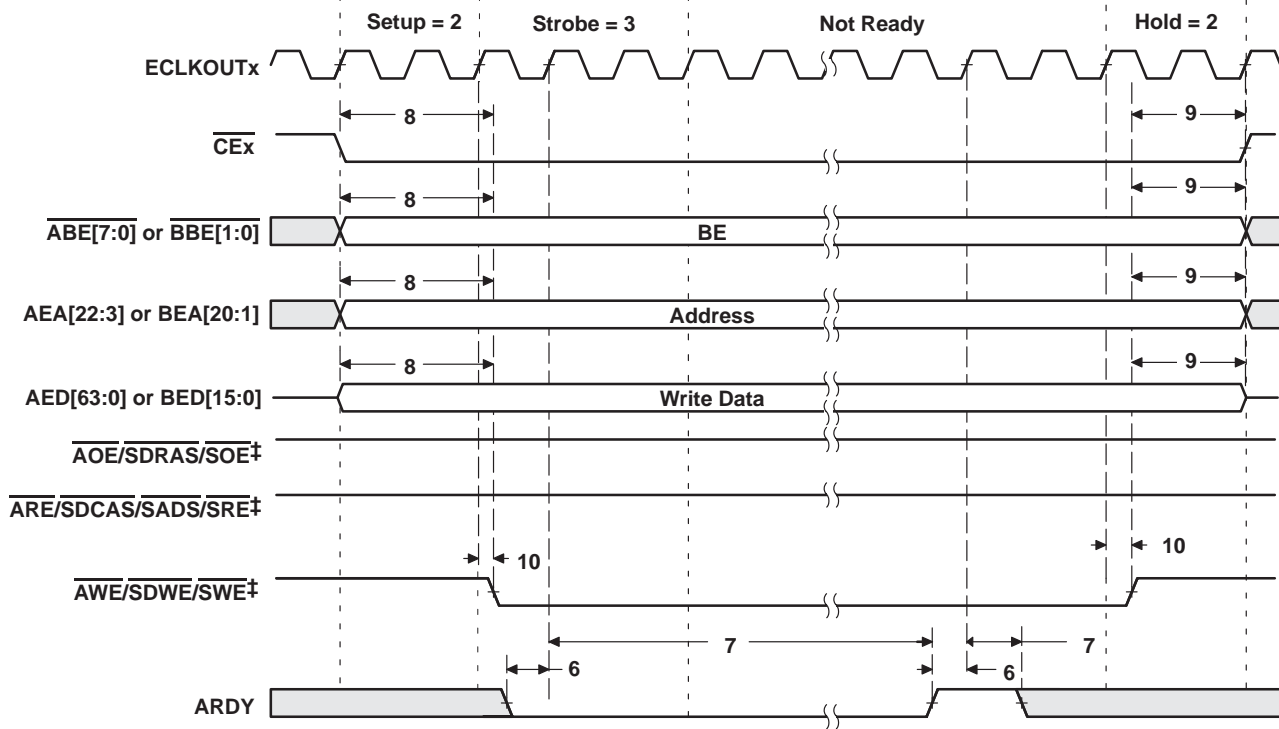 Setup = 2 Strobe = 3 Not Ready Hold = 2
ECLKOUTx
8 9
CEx
8 9
ABE[7:0] or BBE[1:0] BE
8 9
AEA[22:3] or BEA[20:1] Address
8 9
AED[63:0] or BED[15:0] Write Data
AOE/SDRAS/SOE‡
ARE/SDCAS/SADS/SRE‡
10 10
AWE/SDWE/SWE‡
7 7
6 6
ARDY